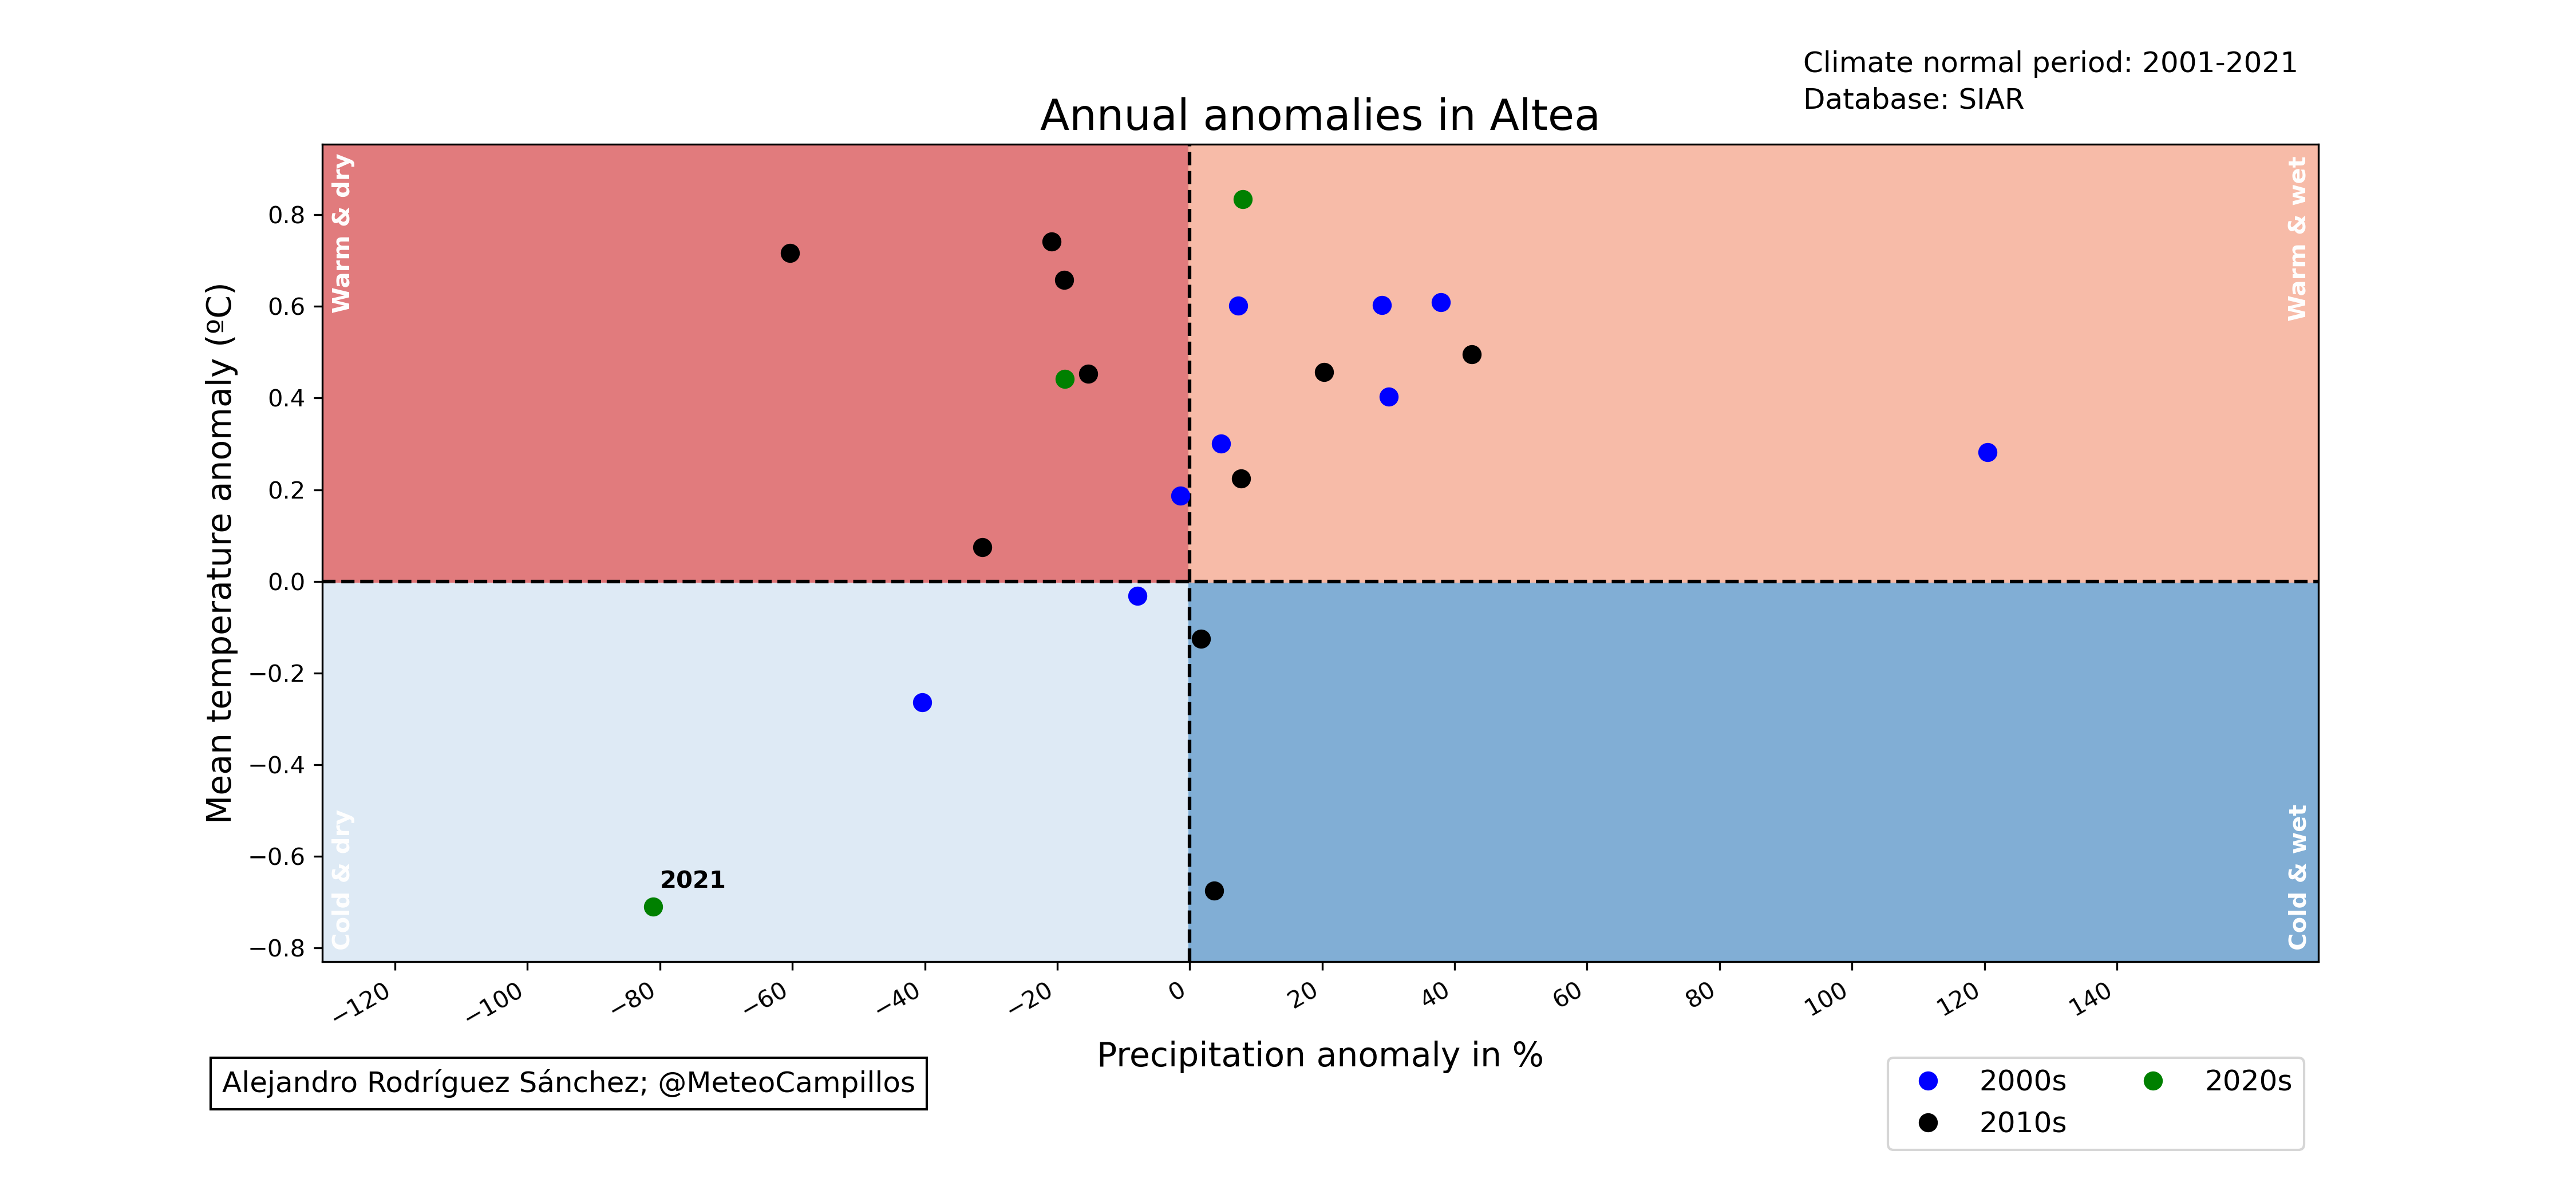 Climate normal period: 2001-2021
Database: SIAR
Annual anomalies in Altea
Warm & dry
Warm & wet
Mean temperature anomaly (ºC)
0.8
0.6
0.4
0.2
0.0
−0.2
−0.4
−0.6
−0.8
2021
Cold & dry
Cold & wet
−120
−100
−80
−60
−40
−20
0
20
40
60
80
100
120
140
Precipitation anomaly in %
Alejandro Rodríguez Sánchez; @MeteoCampillos
2000s
2010s
2020s